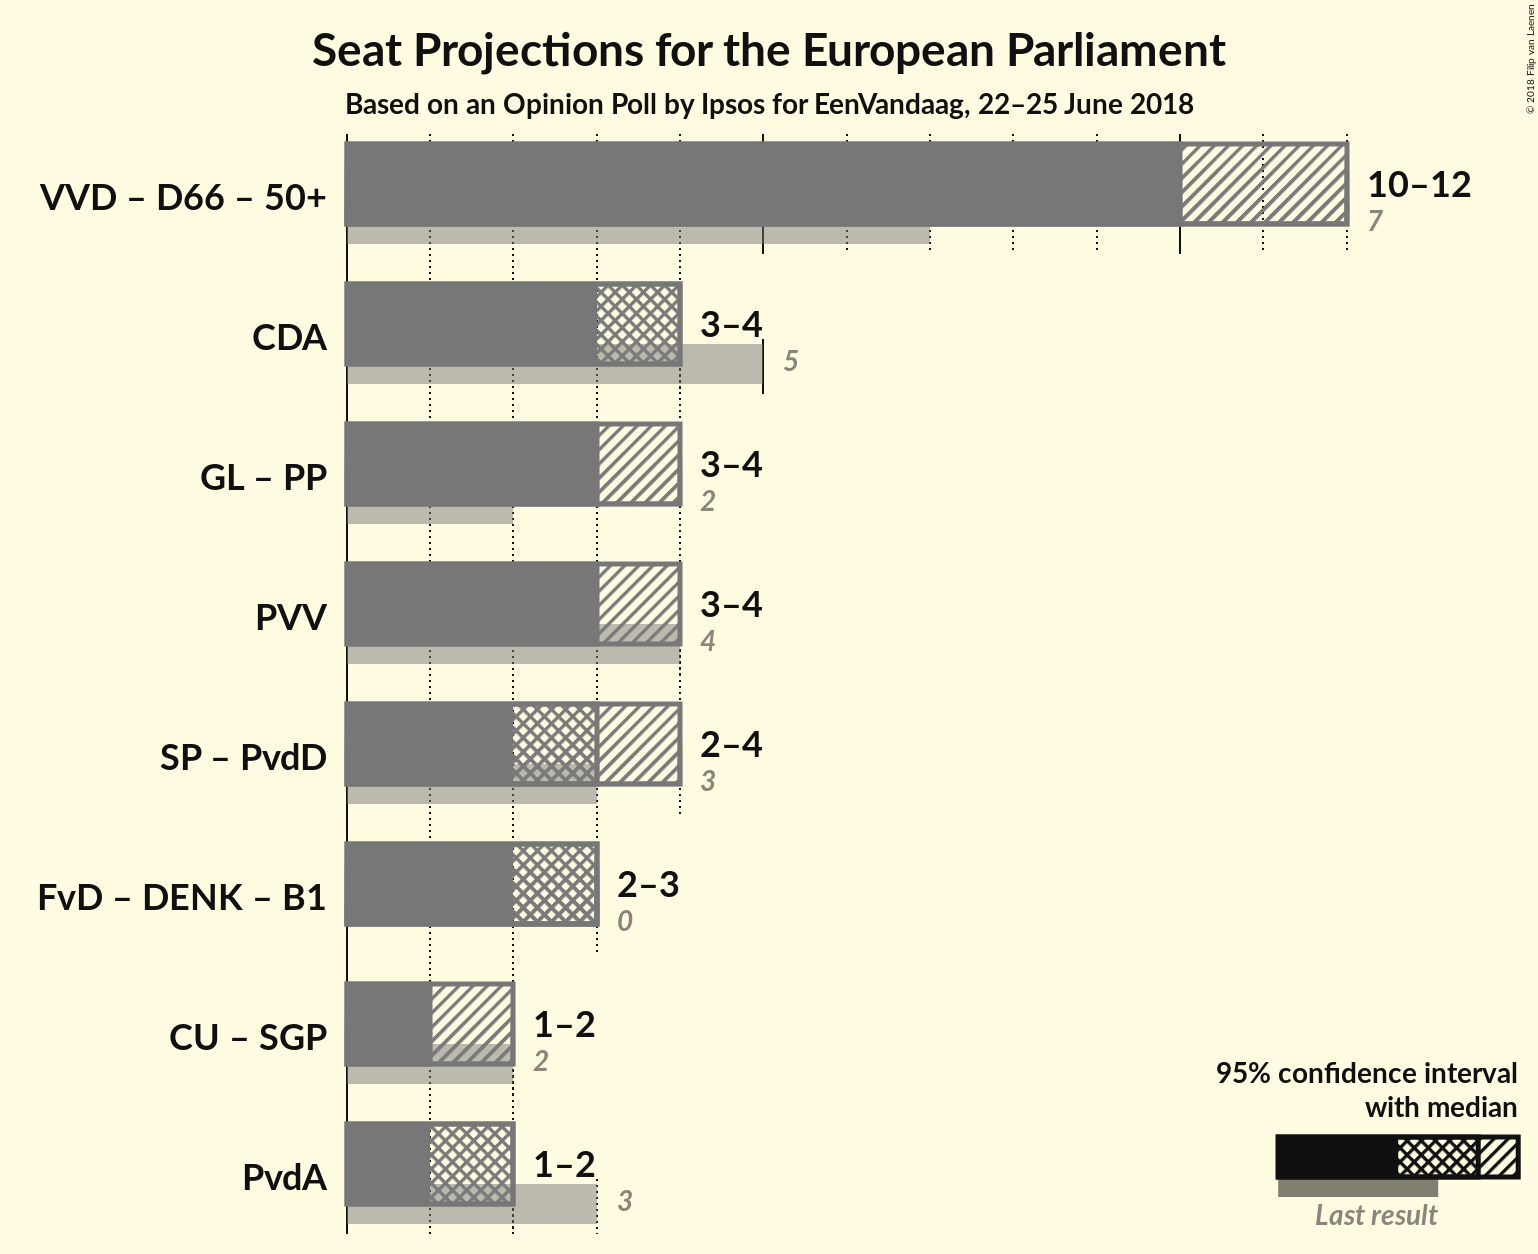 Seat Projections for the European Parliament
Based on an Opinion Poll by Ipsos for EenVandaag, 22–25 June 2018
© 2018 Filip van Laenen
VVD – D66 – 50+
10–12
7
CDA
3–4
5
GL – PP
3–4
2
PVV
3–4
4
SP – PvdD
2–4
3
FvD – DENK – B1
2–3
0
CU – SGP
1–2
2
PvdA
1–2
3
95% confidence interval
with median
Last result